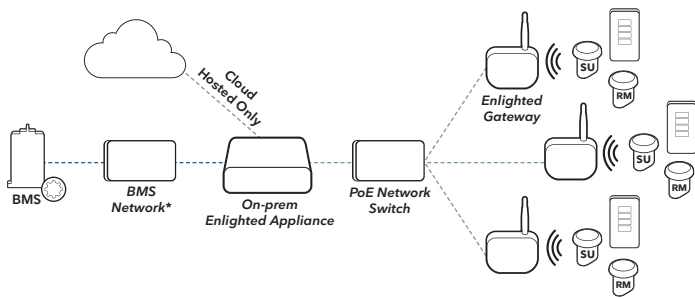 Cloud
Hosted Only
SU
RM
Enlighted
Gateway
SU
RM
BMS
BMS
Network*
On-prem
Enlighted Appliance
PoE Network
Switch
SU
RM